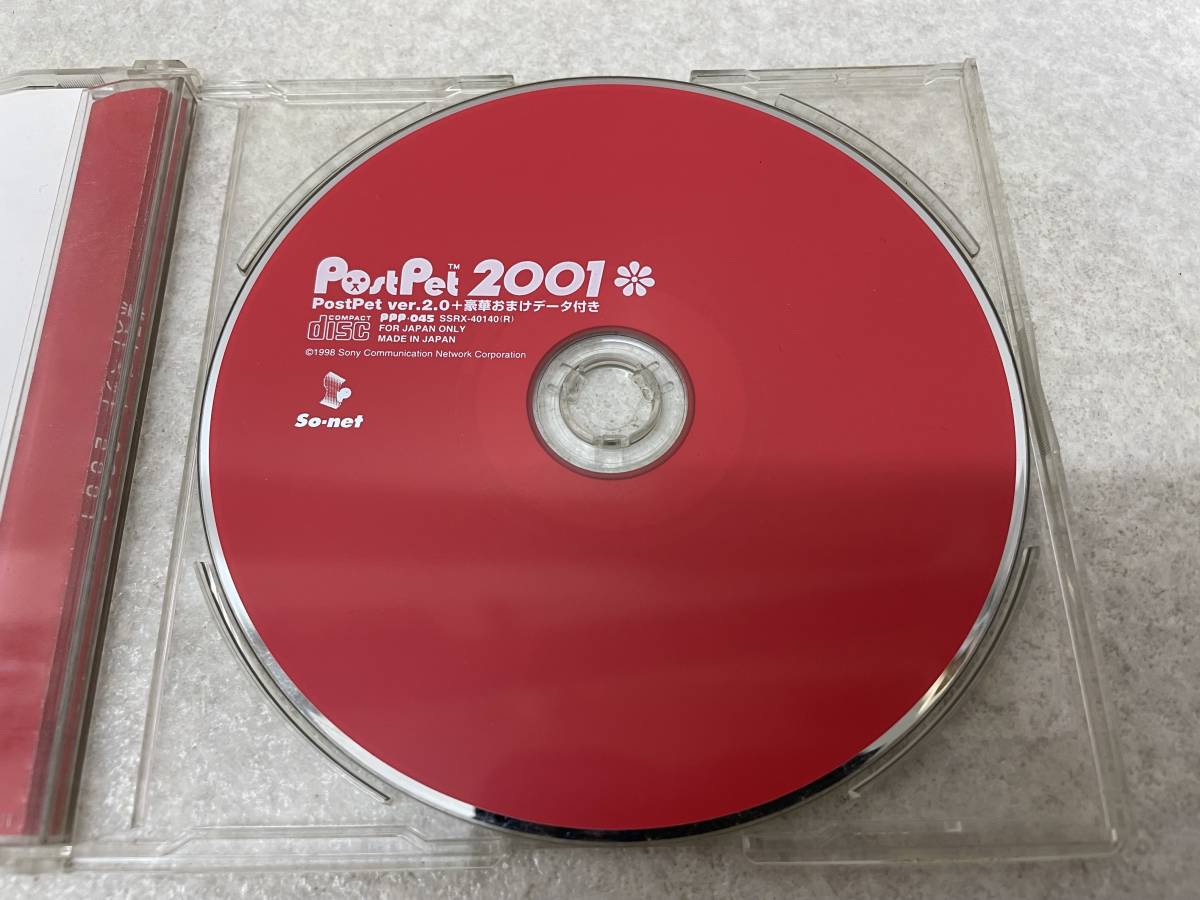 PostPet™ 2001
PostPet ver.2.0+豪華おまけデータ付き
COMPACT disc PPP-045 SSRX-40140(R)
FOR JAPAN ONLY
MADE IN JAPAN
©1998 Sony Communication Network Corporation
So-net